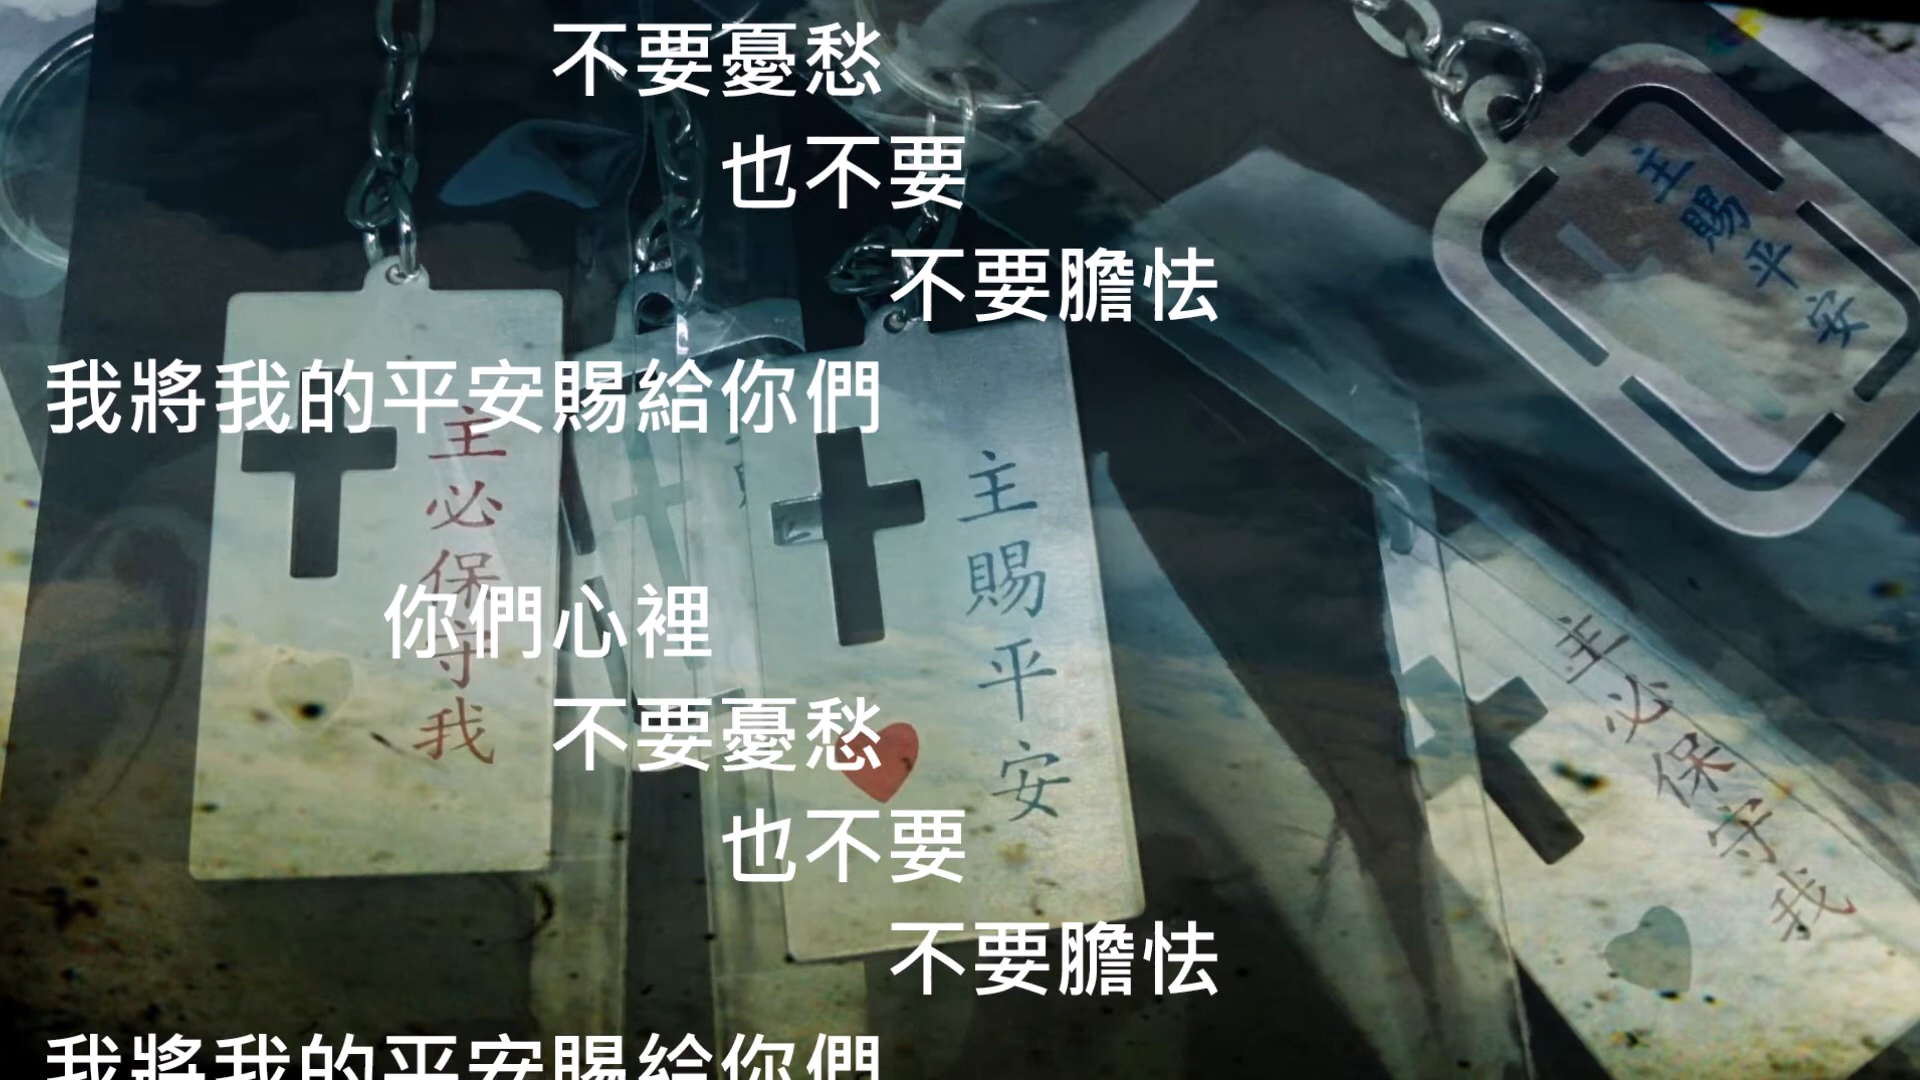 不要憂愁
也不要
不要膽怯
我將我的平安賜給你們
你們心裡
不要憂愁
也不要
不要膽怯
我將我的平安賜給你們
主必保守我
主賜平安
主賜平安
主必保守我